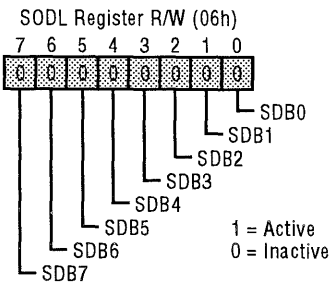 SODL Register R/W (06h)
7 6 5 4 3 2 1 0
0 0 0 0 0 0 0 0
SDB0
SDB1
SDB2
SDB3
SDB4
SDB5
SDB6
SDB7
1 = Active
0 = Inactive